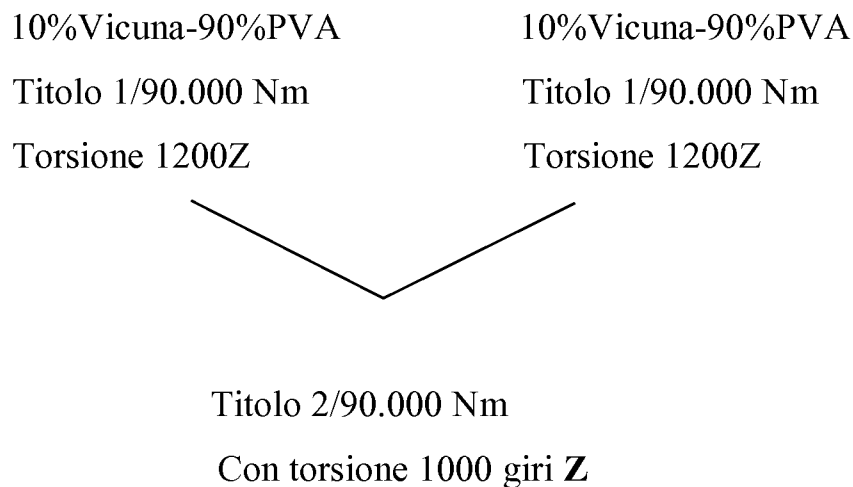 10%Vicuna-90%PVA 10%Vicuna-90%PVA
Titolo 1/90.000 Nm Titolo 1/90.000 Nm
Torsione 1200Z Torsione 1200Z
Titolo 2/90.000 Nm
Con torsione 1000 giri Z